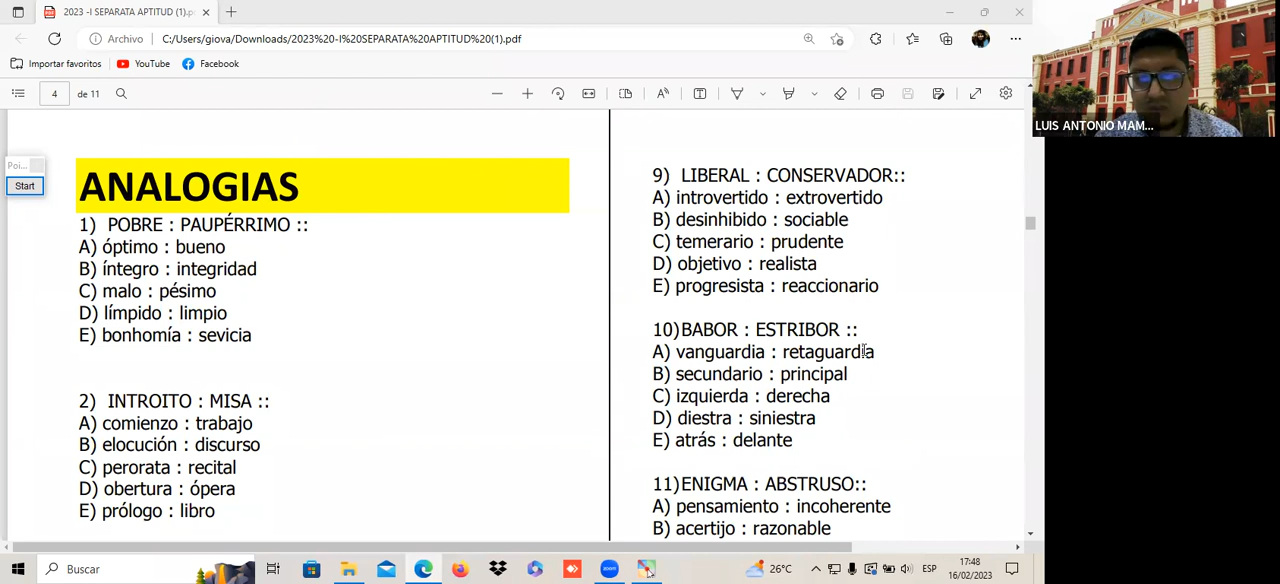 2023 -I SEPARATA APTITUD (1).p
Archivo
C:/Users/giova/Downloads/2023%20-I%20SEPARATA%20APTITUD%20(1).pdf
Importar favoritos
YouTube
Facebook
4
de 11
LUIS ANTONIO MAM...
Poi...
Start
ANALOGIAS
1) POBRE : PAUPÉRRIMO ::
A) óptimo : bueno
B) íntegro : integridad
C) malo : pésimo
D) límpido : limpio
E) bonhomía : sevicia
2) INTROITO : MISA ::
A) comienzo : trabajo
B) elocución : discurso
C) perorata : recital
D) obertura : ópera
E) prólogo : libro
9) LIBERAL : CONSERVADOR::
A) introvertido : extrovertido
B) desinhibido : sociable
C) temerario : prudente
D) objetivo : realista
E) progresista : reaccionario
10)BABOR : ESTRIBOR ::
A) vanguardia : retaguardia
B) secundario : principal
C) izquierda : derecha
D) diestra : siniestra
E) atrás : delante
11)ENIGMA : ABSTRUSO::
A) pensamiento : incoherente
B) acertijo : razonable
Buscar
zoom
26°C
ESP
17:48
16/02/2023